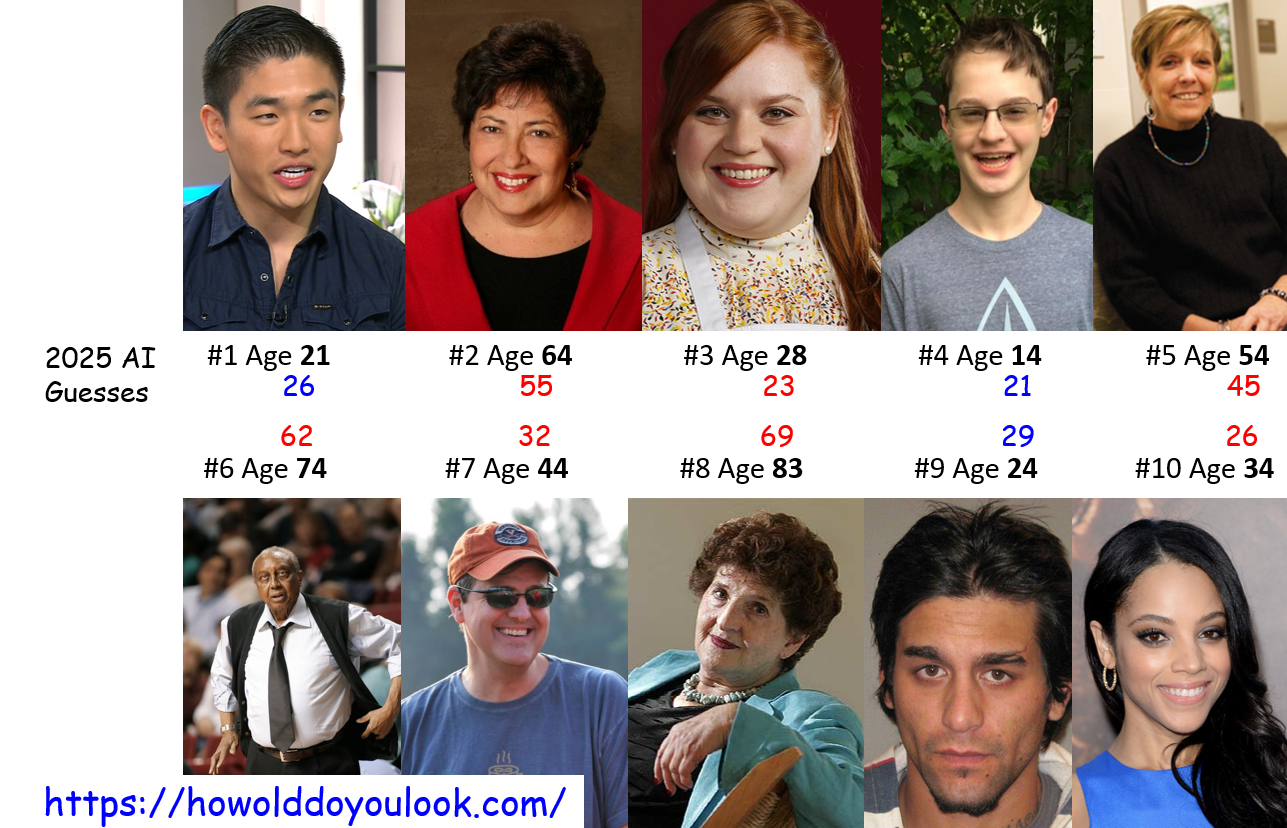 2025 AI
Guesses
#1 Age 21
#2 Age 64
#3 Age 28
#4 Age 14
#5 Age 54
26
55
23
21
45
62
32
69
29
26
#6 Age 74
#7 Age 44
#8 Age 83
#9 Age 24
#10 Age 34
https://howolddoyoulook.com/